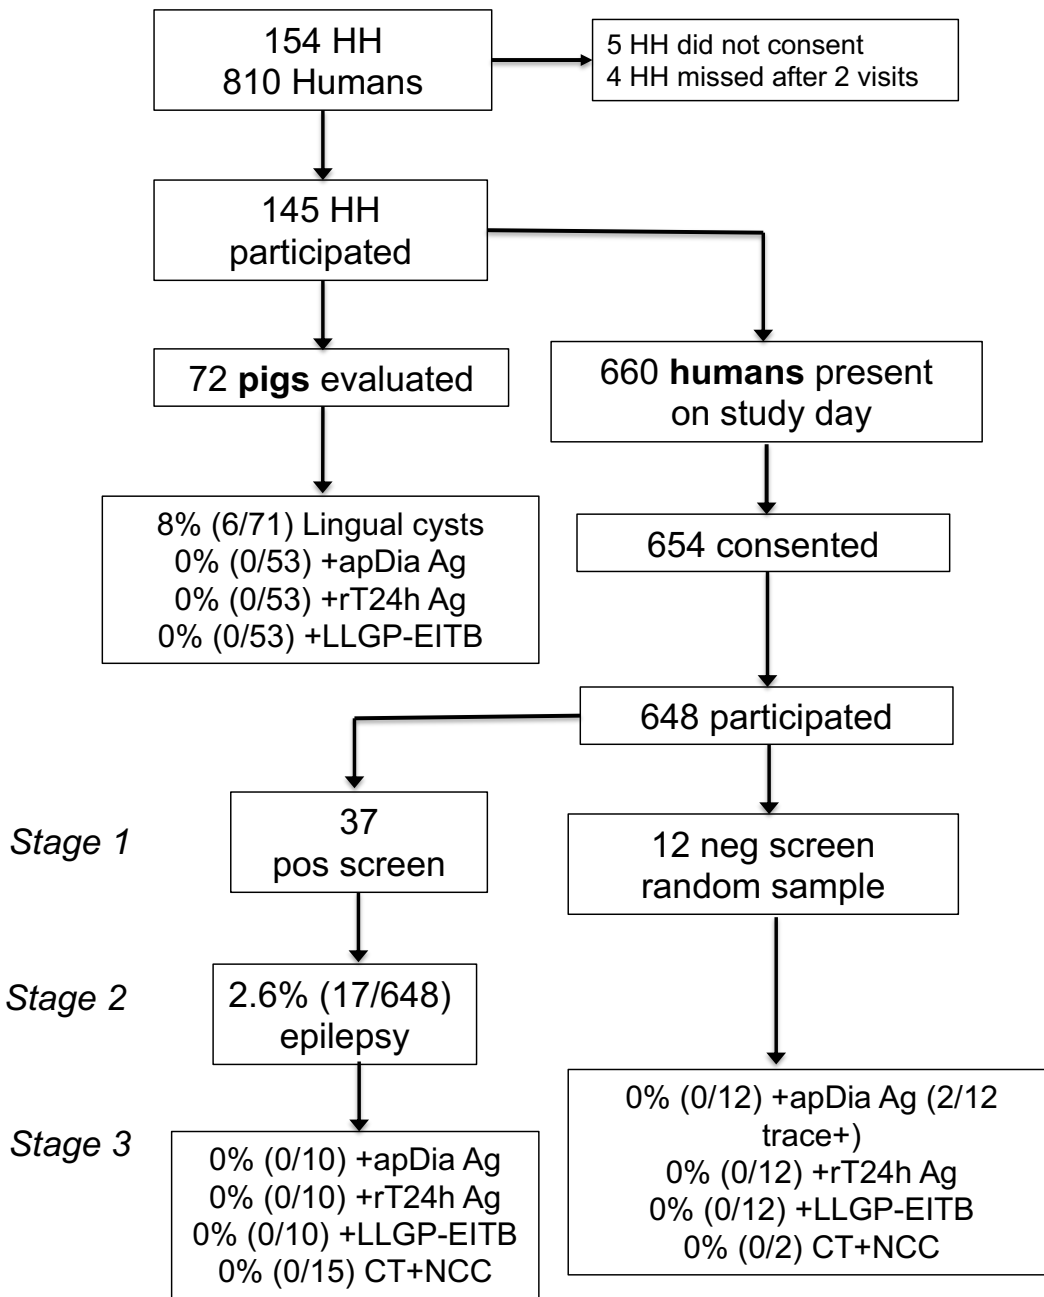 154 HH
810 Humans
5 HH did not consent
4 HH missed after 2 visits
145 HH
participated
72 pigs evaluated
660 humans present
on study day
8% (6/71) Lingual cysts
0% (0/53) +apDia Ag
0% (0/53) +rT24h Ag
0% (0/53) +LLGP-EITB
654 consented
648 participated
Stage 1
37
pos screen
12 neg screen
random sample
Stage 2
2.6% (17/648)
epilepsy
Stage 3
0% (0/10) +apDia Ag
0% (0/10) +rT24h Ag
0% (0/10) +LLGP-EITB
0% (0/15) CT+NCC
0% (0/12) +apDia Ag (2/12
trace+)
0% (0/12) +rT24h Ag
0% (0/12) +LLGP-EITB
0% (0/2) CT+NCC